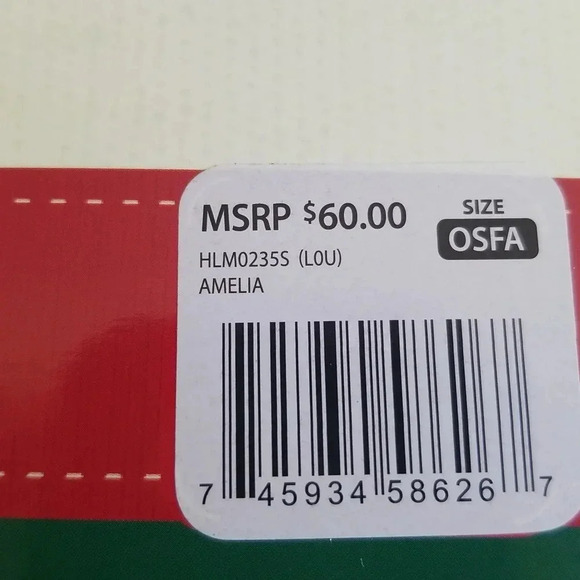 MSRP $60.00
SIZE
OSFA
HLM0235S (L0U)
AMELIA
7 45934 58626 7